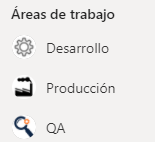 Áreas de trabajo
Desarrollo
Producción
QA